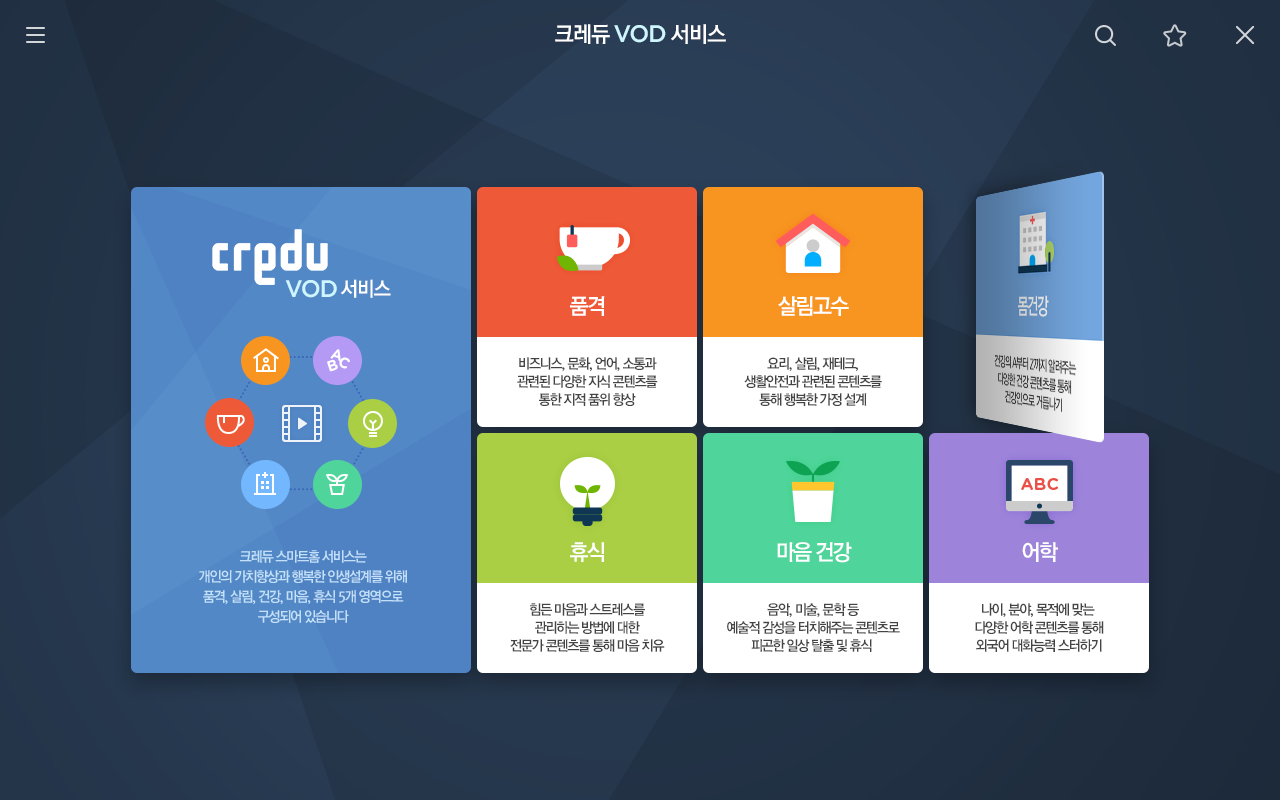 크레듀 VOD 서비스
credu
VOD 서비스
A
BC
크레듀 스마트홈 서비스는
개인의 가치향상과 행복한 인생설계를 위해
품격, 살림, 건강, 마음, 휴식 5개 영역으로
구성되어 있습니다
품격
비즈니스, 문화, 언어, 소통과
관련된 다양한 지식 콘텐츠를
통한 지적 품위 향상
살림고수
요리, 살림, 재테크,
생활안전과 관련된 콘텐츠를
통해 행복한 가정 설계
몸건강
건강의 A부터 Z까지 알려주는
다양한 건강 콘텐츠를 통해
건강인으로 거듭나기
휴식
힘든 마음과 스트레스를
관리하는 방법에 대한
전문가 콘텐츠를 통해 마음 치유
마음 건강
음악, 미술, 문학 등
예술적 감성을 터치해주는 콘텐츠로
피곤한 일상 탈출 및 휴식
ABC
어학
나이, 분야, 목적에 맞는
다양한 어학 콘텐츠를 통해
외국어 대화능력 스터하기